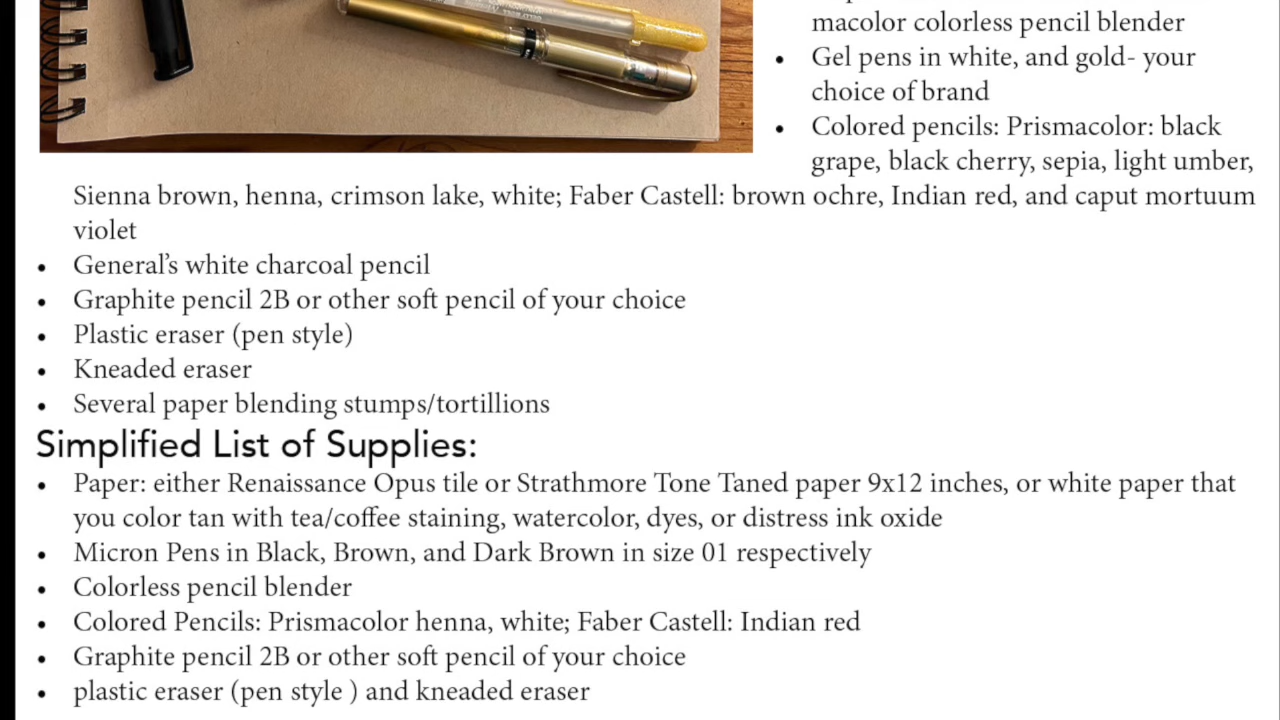 macolor colorless pencil blender
• Gel pens in white, and gold- your
choice of brand
• Colored pencils: Prismacolor: black
grape, black cherry, sepia, light umber,
Sienna brown, henna, crimson lake, white; Faber Castell: brown ochre, Indian red, and caput mortuum
violet
• General’s white charcoal pencil
• Graphite pencil 2B or other soft pencil of your choice
• Plastic eraser (pen style)
• Kneaded eraser
• Several paper blending stumps/tortillions
Simplified List of Supplies:
• Paper: either Renaissance Opus tile or Strathmore Tone Taned paper 9x12 inches, or white paper that
you color tan with tea/coffee staining, watercolor, dyes, or distress ink oxide
• Micron Pens in Black, Brown, and Dark Brown in size 01 respectively
• Colorless pencil blender
• Colored Pencils: Prismacolor henna, white; Faber Castell: Indian red
• Graphite pencil 2B or other soft pencil of your choice
• plastic eraser (pen style ) and kneaded eraser